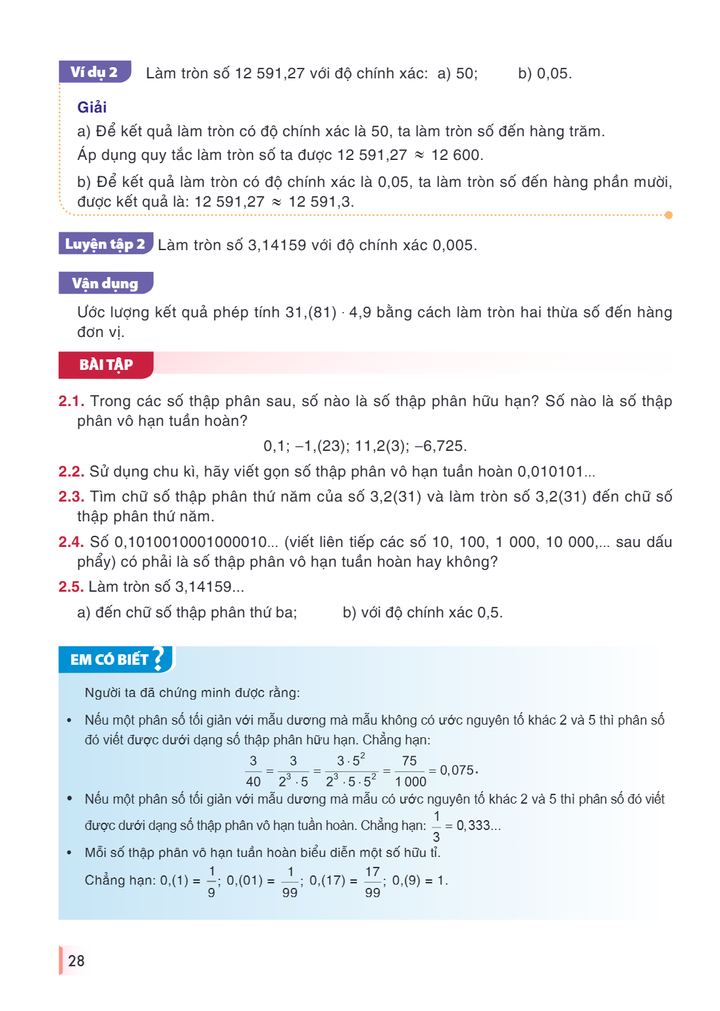 Ví dụ 2 Làm tròn số 12 591,27 với độ chính xác: a) 50; b) 0,05.
Giải
a) Để kết quả làm tròn có độ chính xác là 50, ta làm tròn số đến hàng trăm.
Áp dụng quy tắc làm tròn số ta được 12 591,27 ≈ 12 600.
b) Để kết quả làm tròn có độ chính xác là 0,05, ta làm tròn số đến hàng phần mười,
được kết quả là: 12 591,27 ≈ 12 591,3.
Luyện tập 2 Làm tròn số 3,14159 với độ chính xác 0,005.
Vận dụng
Ước lượng kết quả phép tính 31,(81) · 4,9 bằng cách làm tròn hai thừa số đến hàng
đơn vị.
BÀI TẬP
2.1. Trong các số thập phân sau, số nào là số thập phân hữu hạn? Số nào là số thập
phân vô hạn tuần hoàn?
0,1; –1,(23); 11,2(3); –6,725.
2.2. Sử dụng chu kì, hãy viết gọn số thập phân vô hạn tuần hoàn 0,010101...
2.3. Tìm chữ số thập phân thứ năm của số 3,2(31) và làm tròn số 3,2(31) đến chữ số
thập phân thứ năm.
2.4. Số 0,1010010001000010... (viết liên tiếp các số 10, 100, 1 000, 10 000,... sau dấu
phẩy) có phải là số thập phân vô hạn tuần hoàn hay không?
2.5. Làm tròn số 3,14159...
a) đến chữ số thập phân thứ ba; b) với độ chính xác 0,5.
EM CÓ BIẾT ?
Người ta đã chứng minh được rằng:
• Nếu một phân số tối giản với mẫu dương mà mẫu không có ước nguyên tố khác 2 và 5 thì phân số
đó viết được dưới dạng số thập phân hữu hạn. Chẳng hạn:
3/40 = 3/(2³ · 5) = (3 · 5²)/(2³ · 5 · 5²) = 75/1 000 = 0,075.
• Nếu một phân số tối giản với mẫu dương mà mẫu có ước nguyên tố khác 2 và 5 thì phân số đó viết
được dưới dạng số thập phân vô hạn tuần hoàn. Chẳng hạn: 1/3 = 0,333...
• Mỗi số thập phân vô hạn tuần hoàn biểu diễn một số hữu tỉ.
Chẳng hạn: 0,(1) = 1/9; 0,(01) = 1/99; 0,(17) = 17/99; 0,(9) = 1.
28